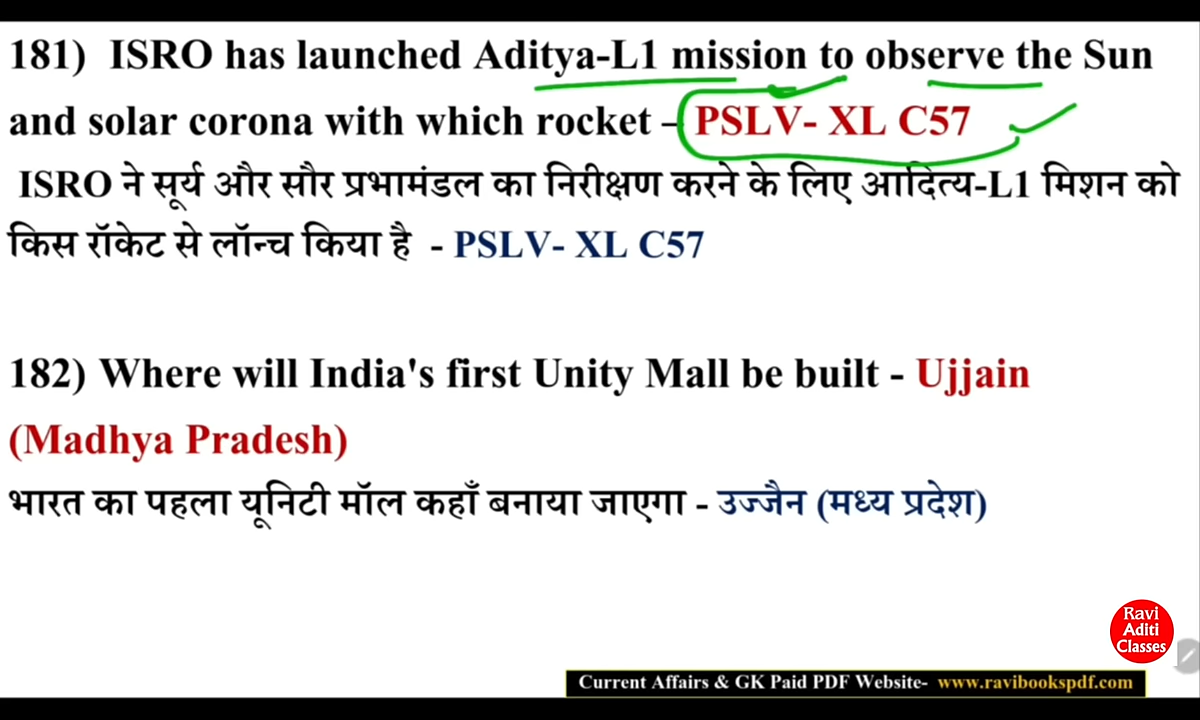 181) ISRO has launched Aditya-L1 mission to observe the Sun
and solar corona with which rocket – PSLV- XL C57
ISRO ने सूर्य और सौर प्रभामंडल का निरीक्षण करने के लिए आदित्य-L1 मिशन को
किस रॉकेट से लॉन्च किया है - PSLV- XL C57
182) Where will India's first Unity Mall be built - Ujjain
(Madhya Pradesh)
भारत का पहला यूनिटी मॉल कहाँ बनाया जाएगा - उज्जैन (मध्य प्रदेश)
Ravi
Aditi
Classes
Current Affairs & GK Paid PDF Website- www.ravibookspdf.com